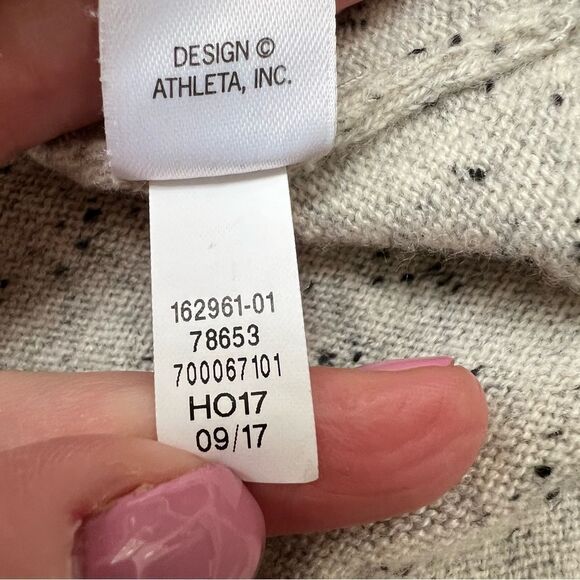 DESIGN ©
ATHLETA, INC.
162961-01
78653
700067101
HO17
09/17